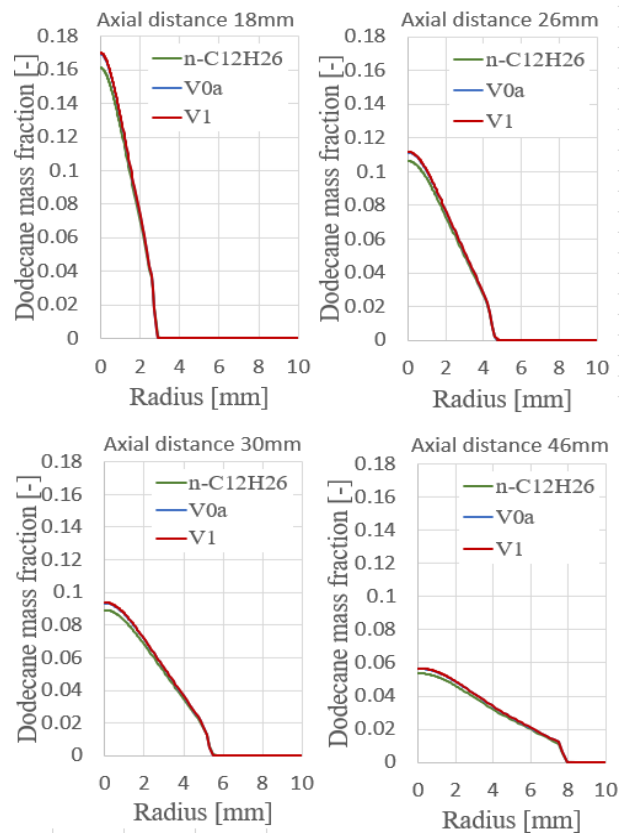 Axial distance 18mm
Dodecane mass fraction [-]
0.18
0.16
0.14
0.12
0.1
0.08
0.06
0.04
0.02
0
n-C12H26
V0a
V1
0 2 4 6 8 10
Radius [mm]
Axial distance 26mm
Dodecane mass fraction [-]
0.18
0.16
0.14
0.12
0.1
0.08
0.06
0.04
0.02
0
n-C12H26
V0a
V1
0 2 4 6 8 10
Radius [mm]
Axial distance 30mm
Dodecane mass fraction [-]
0.18
0.16
0.14
0.12
0.1
0.08
0.06
0.04
0.02
0
n-C12H26
V0a
V1
0 2 4 6 8 10
Radius [mm]
Axial distance 46mm
Dodecane mass fraction [-]
0.18
0.16
0.14
0.12
0.1
0.08
0.06
0.04
0.02
0
n-C12H26
V0a
V1
0 2 4 6 8 10
Radius [mm]